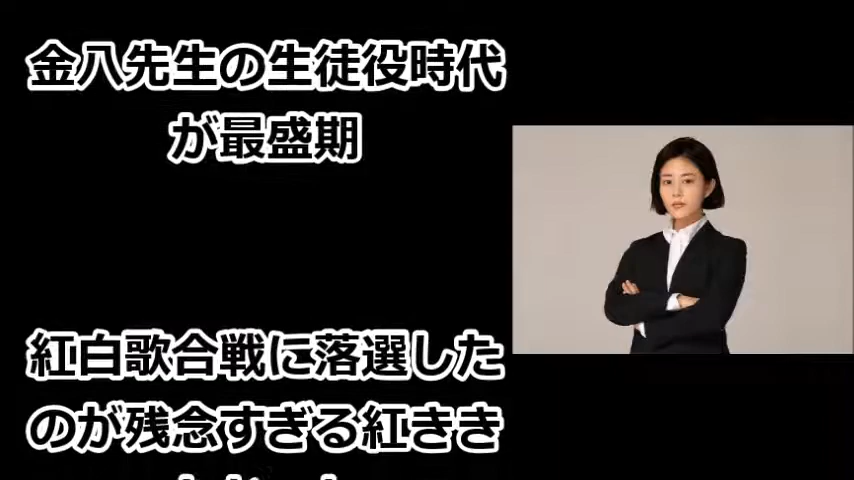 金八先生の生徒役時代
が最盛期
紅白歌合戦に落選した
のが残念すぎる紅きき